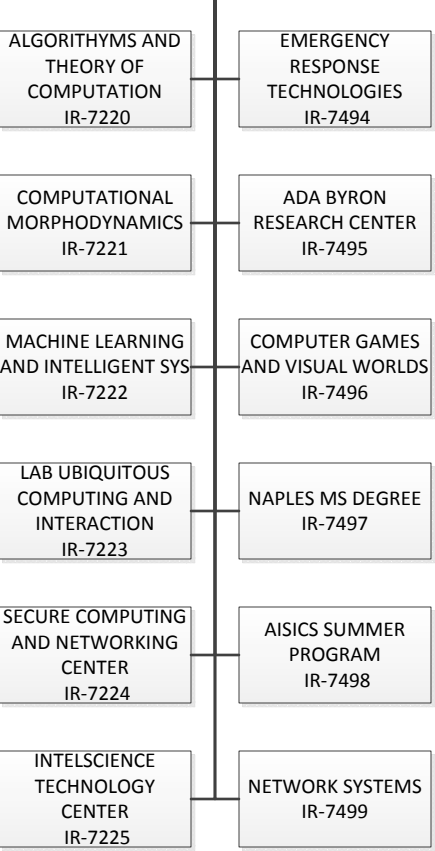 ALGORITHYMS AND
THEORY OF
COMPUTATION
IR-7220
EMERGENCY
RESPONSE
TECHNOLOGIES
IR-7494
COMPUTATIONAL
MORPHODYNAMICS
IR-7221
ADA BYRON
RESEARCH CENTER
IR-7495
MACHINE LEARNING
AND INTELLIGENT SYS
IR-7222
COMPUTER GAMES
AND VISUAL WORLDS
IR-7496
LAB UBIQUITOUS
COMPUTING AND
INTERACTION
IR-7223
NAPLES MS DEGREE
IR-7497
SECURE COMPUTING
AND NETWORKING
CENTER
IR-7224
AISICS SUMMER
PROGRAM
IR-7498
INTELSCIENCE
TECHNOLOGY
CENTER
IR-7225
NETWORK SYSTEMS
IR-7499